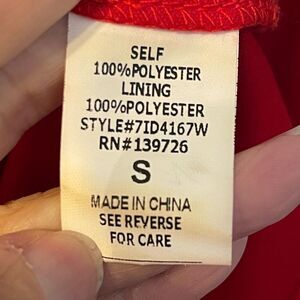 SELF
100%POLYESTER
LINING
100%POLYESTER
STYLE#7ID4167W
RN#139726
S
MADE IN CHINA
SEE REVERSE
FOR CARE